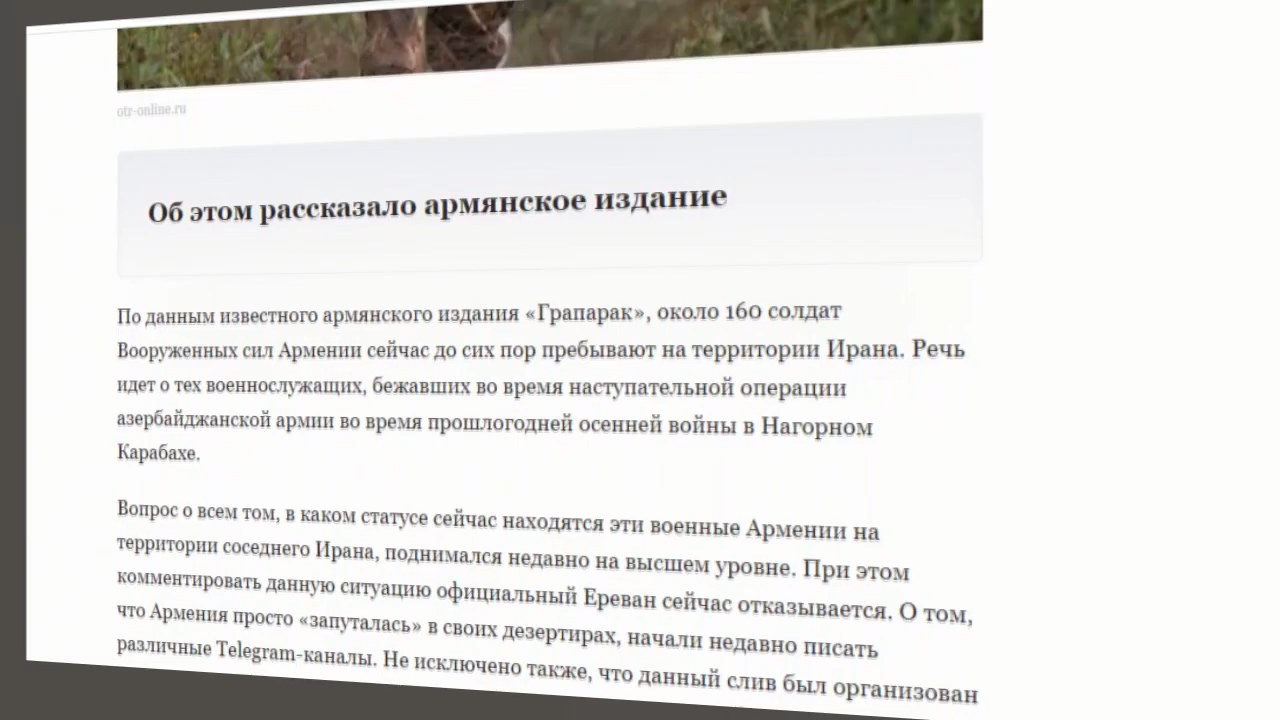 otr-online.ru
Об этом рассказало армянское издание
По данным известного армянского издания «Грапарак», около 160 солдат
Вооруженных сил Армении сейчас до сих пор пребывают на территории Ирана. Речь
идет о тех военнослужащих, бежавших во время наступательной операции
азербайджанской армии во время прошлогодней осенней войны в Нагорном
Карабахе.
Вопрос о всем том, в каком статусе сейчас находятся эти военные Армении на
территории соседнего Ирана, поднимался недавно на высшем уровне. При этом
комментировать данную ситуацию официальный Ереван сейчас отказывается. О том,
что Армения просто «запуталась» в своих дезертирах, начали недавно писать
различные Telegram-каналы. Не исключено также, что данный слив был организован